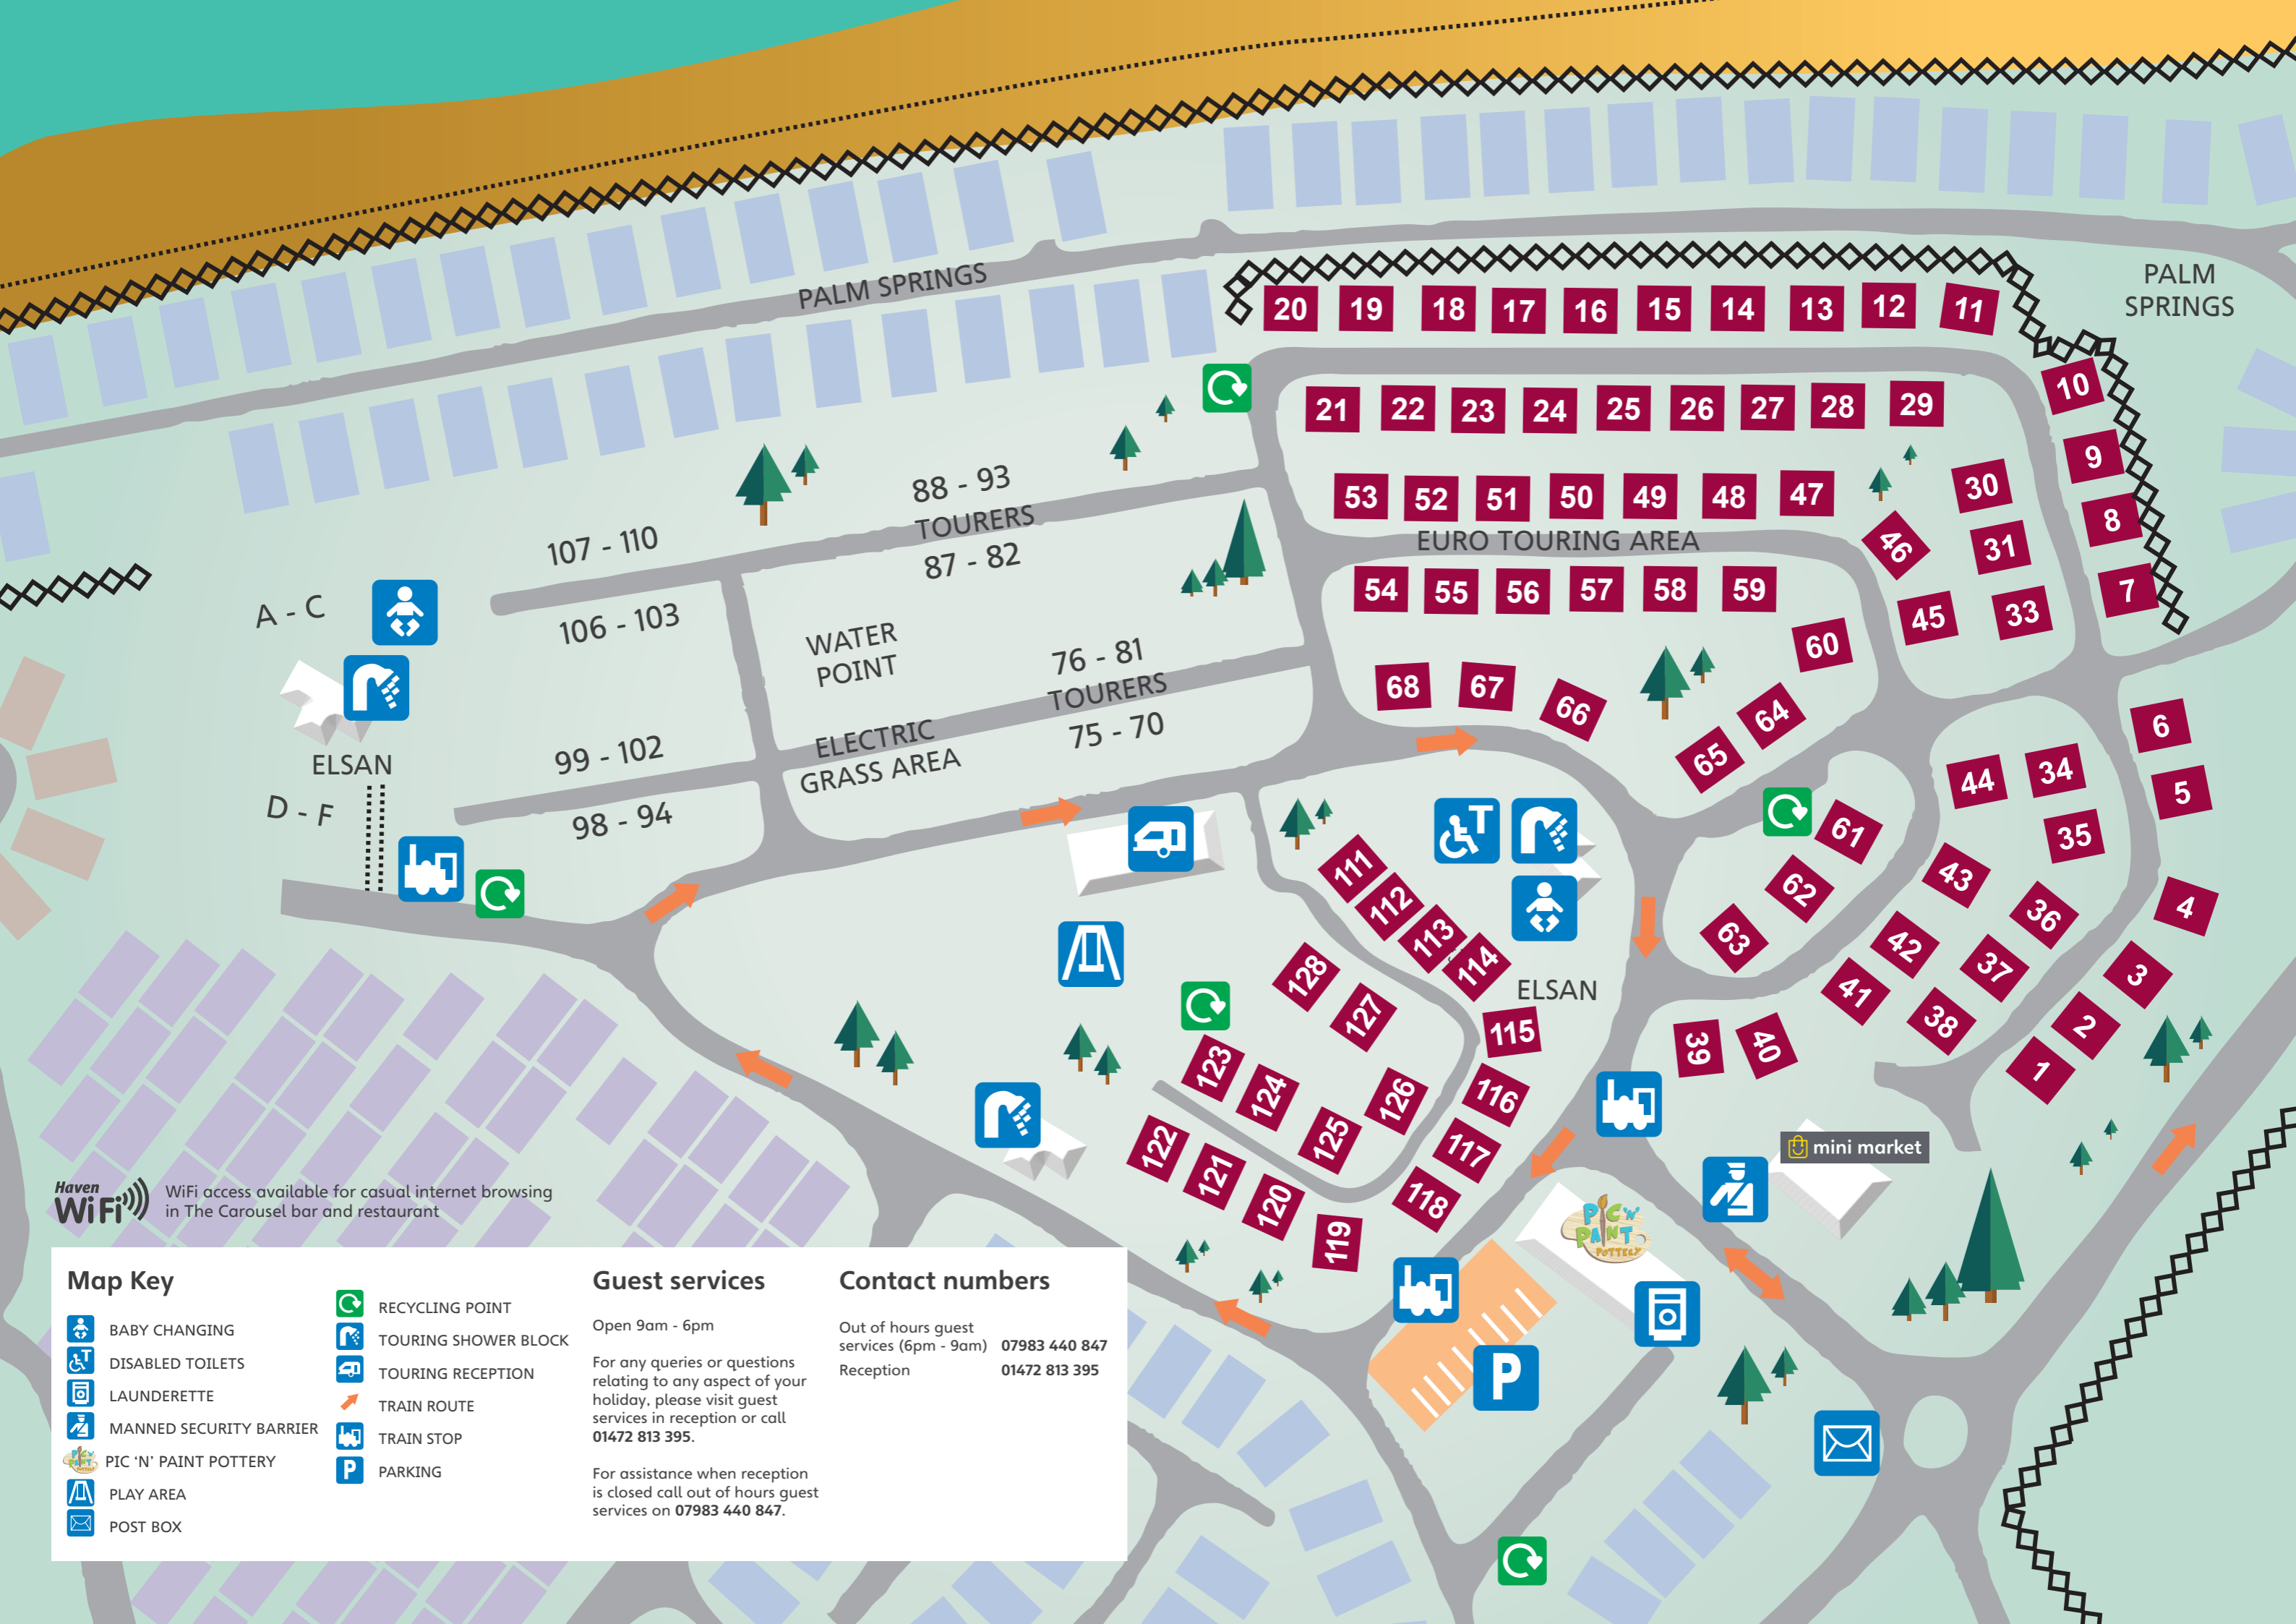 PALM SPRINGS
PALM
SPRINGS
20
19
18
17
16
15
14
13
12
11
10
9
8
7
21
22
23
24
25
26
27
28
29
30
31
33
53
52
51
50
49
48
47
46
45
EURO TOURING AREA
54
55
56
57
58
59
60
68
67
66
65
64
88 - 93
TOURERS
87 - 82
107 - 110
106 - 103
A - C
WATER
POINT
76 - 81
TOURERS
75 - 70
ELECTRIC
GRASS AREA
99 - 102
98 - 94
ELSAN
D - F
6
5
4
3
2
1
44
34
35
43
36
42
37
41
38
61
62
63
39
40
T
111
112
113
114
ELSAN
115
116
117
118
128
127
126
123
124
125
122
121
120
119
mini market
PIC 'N'
PAINT
POTTERY
P
Haven
WiFi
WiFi access available for casual internet browsing
in The Carousel bar and restaurant
Map Key
BABY CHANGING
T
DISABLED TOILETS
LAUNDERETTE
MANNED SECURITY BARRIER
PIC ‘N’ PAINT POTTERY
PLAY AREA
POST BOX
RECYCLING POINT
TOURING SHOWER BLOCK
TOURING RECEPTION
TRAIN ROUTE
TRAIN STOP
P
PARKING
Guest services
Open 9am - 6pm
For any queries or questions
relating to any aspect of your
holiday, please visit guest
services in reception or call
01472 813 395.
For assistance when reception
is closed call out of hours guest
services on 07983 440 847.
Contact numbers
Out of hours guest
services (6pm - 9am) 07983 440 847
Reception 01472 813 395